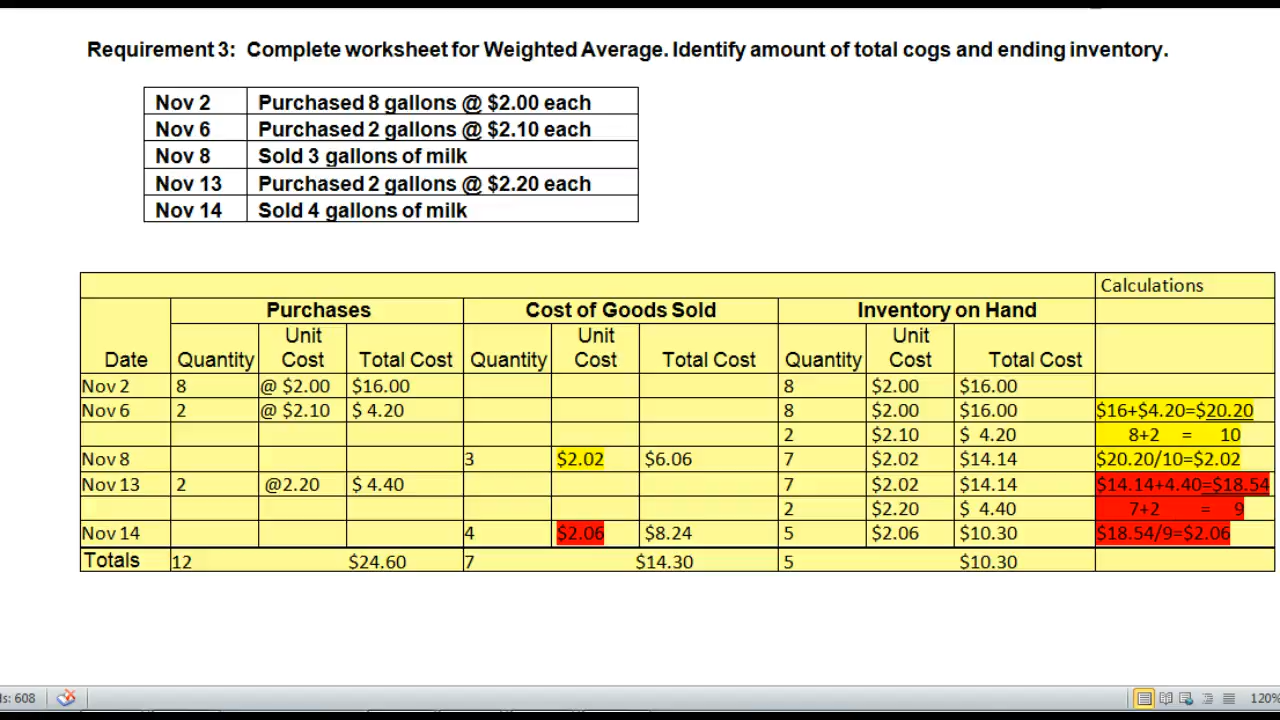 Requirement 3: Complete worksheet for Weighted Average. Identify amount of total cogs and ending inventory.
Nov 2 Purchased 8 gallons @ $2.00 each
Nov 6 Purchased 2 gallons @ $2.10 each
Nov 8 Sold 3 gallons of milk
Nov 13 Purchased 2 gallons @ $2.20 each
Nov 14 Sold 4 gallons of milk
Calculations
Purchases Cost of Goods Sold Inventory on Hand
Unit Unit Unit
Date Quantity Cost Total Cost Quantity Cost Total Cost Quantity Cost Total Cost
Nov 2 8 @ $2.00 $16.00 8 $2.00 $16.00
Nov 6 2 @ $2.10 $ 4.20 8 $2.00 $16.00 $16+$4.20=$20.20
2 $2.10 $ 4.20 8+2 = 10
Nov 8 3 $2.02 $6.06 7 $2.02 $14.14 $20.20/10=$2.02
Nov 13 2 @2.20 $ 4.40 7 $2.02 $14.14 $14.14+4.40=$18.54
2 $2.20 $ 4.40 7+2 = 9
Nov 14 4 $2.06 $8.24 5 $2.06 $10.30 $18.54/9=$2.06
Totals 12 $24.60 7 $14.30 5 $10.30
ls: 608 120%